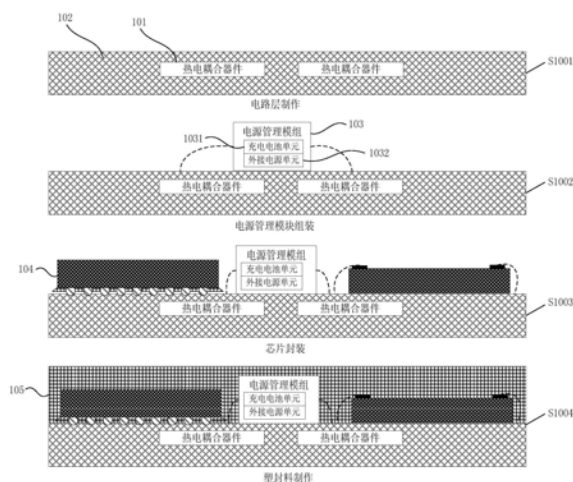 102 101
热电耦合器件 热电耦合器件 S1001
电路层制作
103
电源管理模组
1031 充电电池单元
外接电源单元 1032
热电耦合器件 热电耦合器件 S1002
电源管理模块组装
电源管理模组
104 充电电池单元
外接电源单元
热电耦合器件 热电耦合器件 S1003
芯片封装
105 电源管理模组
充电电池单元
外接电源单元 S1004
热电耦合器件 热电耦合器件
塑封料制作